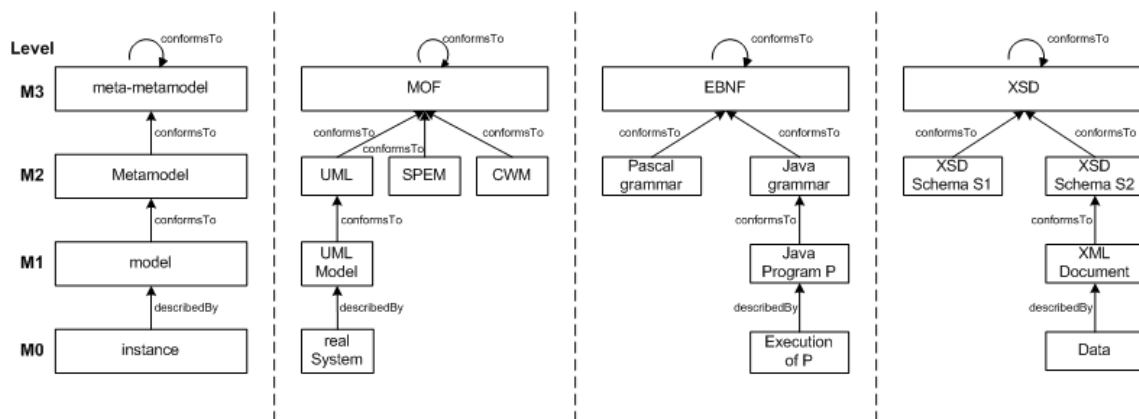 Level
conformsTo
conformsTo
conformsTo
conformsTo
M3
meta-metamodel
MOF
EBNF
XSD
conformsTo
conformsTo
conformsTo
conformsTo
conformsTo
conformsTo
conformsTo
conformsTo
M2
Metamodel
UML
SPEM
CWM
Pascal
grammar
Java
grammar
XSD
Schema S1
XSD
Schema S2
conformsTo
conformsTo
conformsTo
conformsTo
M1
model
UML
Model
Java
Program P
XML
Document
describedBy
describedBy
describedBy
describedBy
M0
instance
real
System
Execution
of P
Data